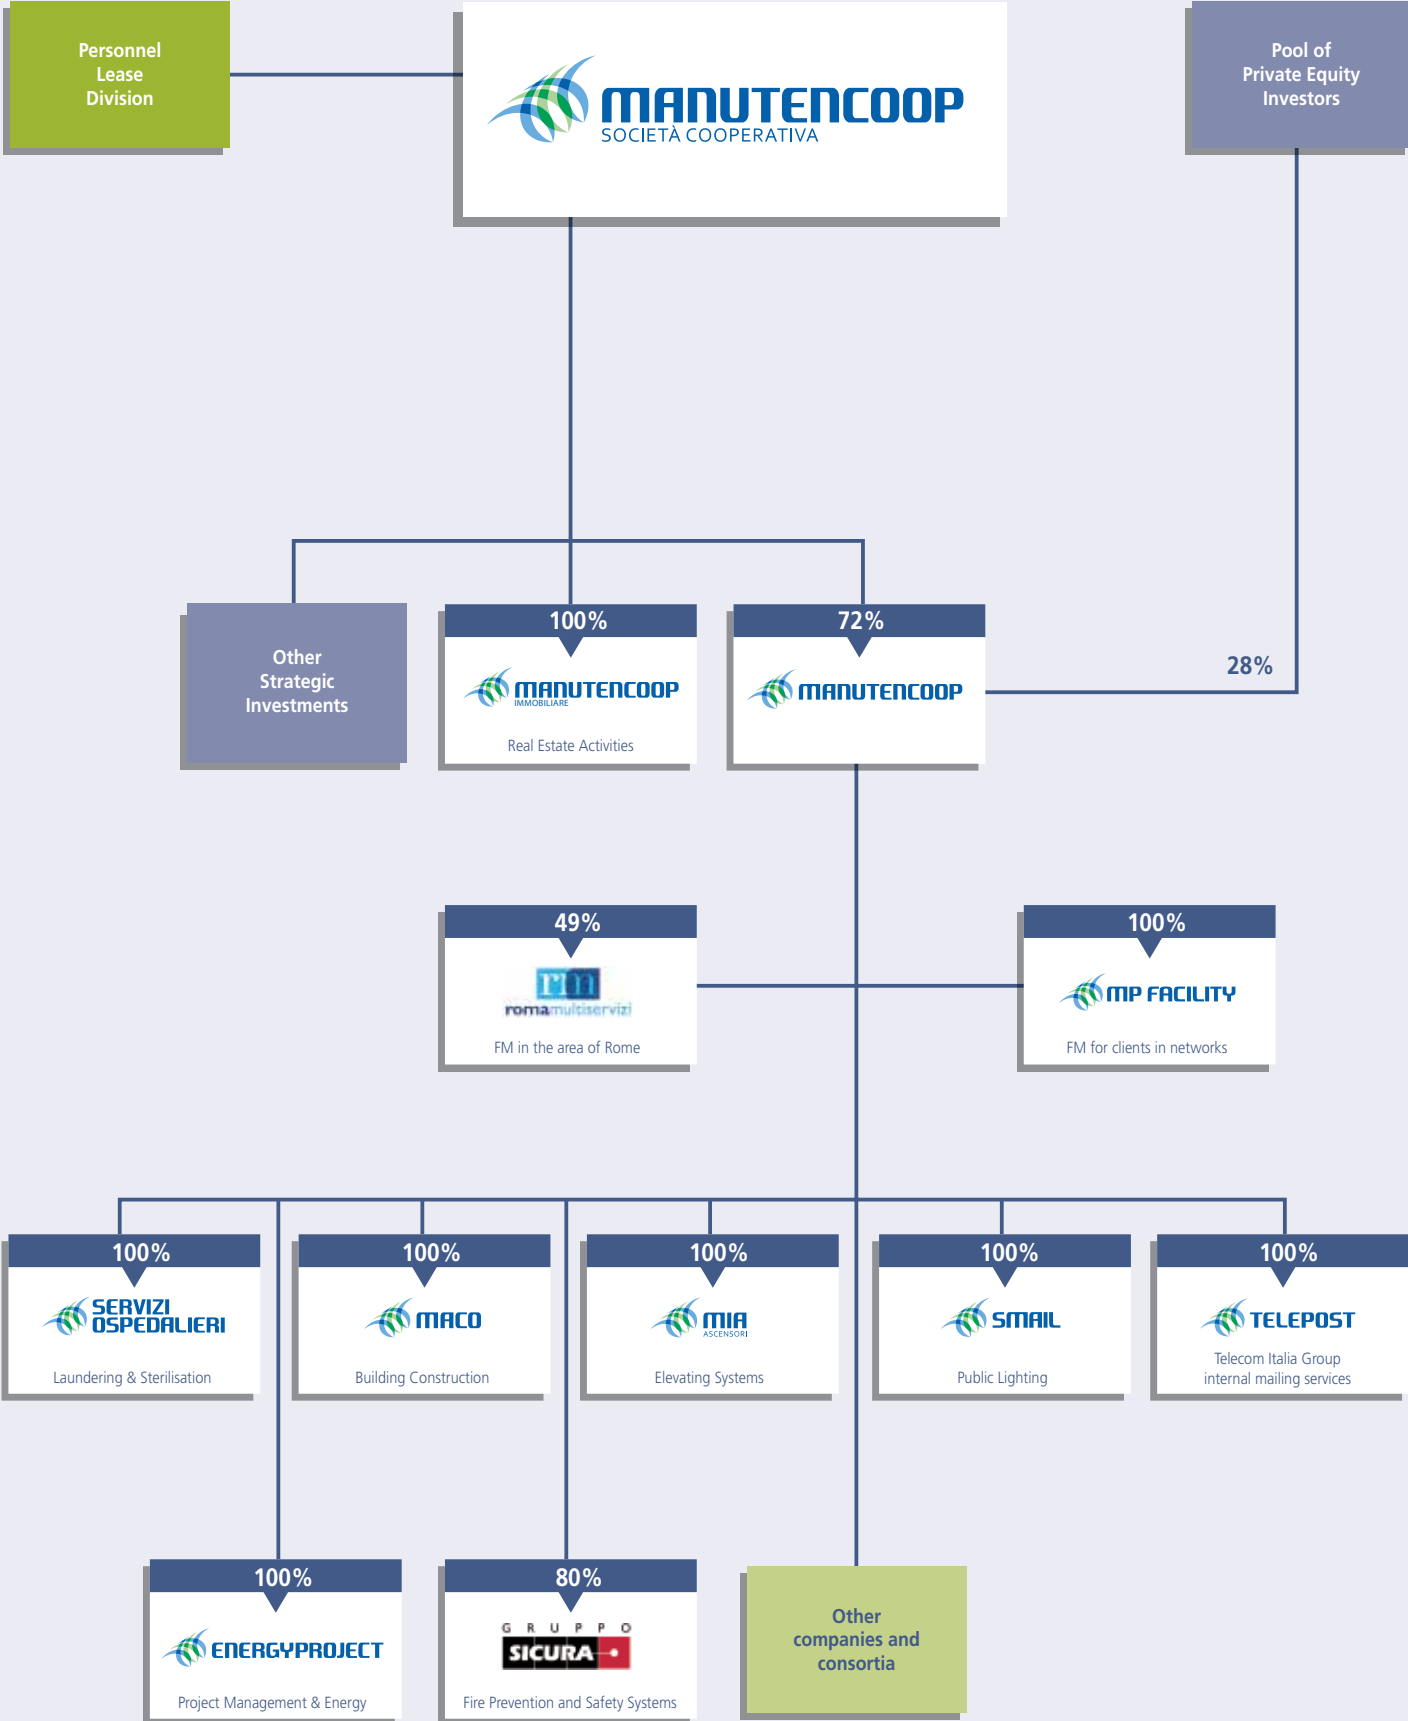 Personnel
Lease
Division
MANUTENCOOP
SOCIETÀ COOPERATIVA
Pool of
Private Equity
Investors
Other
Strategic
Investments
100%
MANUTENCOOP
IMMOBILIARE
Real Estate Activities
72%
MANUTENCOOP
28%
49%
rm
romamultiservizi
FM in the area of Rome
100%
MP FACILITY
FM for clients in networks
100%
SERVIZI
OSPEDALIERI
Laundering & Sterilisation
100%
MACO
Building Construction
100%
MIA
ASCENSORI
Elevating Systems
100%
SMAIL
Public Lighting
100%
TELEPOST
Telecom Italia Group
internal mailing services
100%
ENERGYPROJECT
Project Management & Energy
80%
GRUPPO
SICURA
Fire Prevention and Safety Systems
Other
companies and
consortia